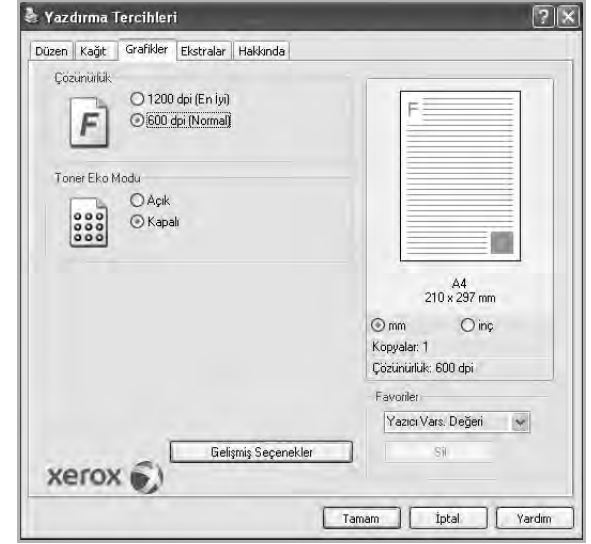 Yazdırma Tercihleri
Düzen Kağıt Grafikler Ekstralar Hakkında
Çözünürlük
1200 dpi (En İyi)
600 dpi (Normal)
F
Toner Eko Modu
Açık
Kapalı
F
A4
210 x 297 mm
mm inç
Kopyalar: 1
Çözünürlük: 600 dpi
Favoriler
Yazıcı Vars. Değeri
Sil
Gelişmiş Seçenekler
xerox
Tamam İptal Yardım